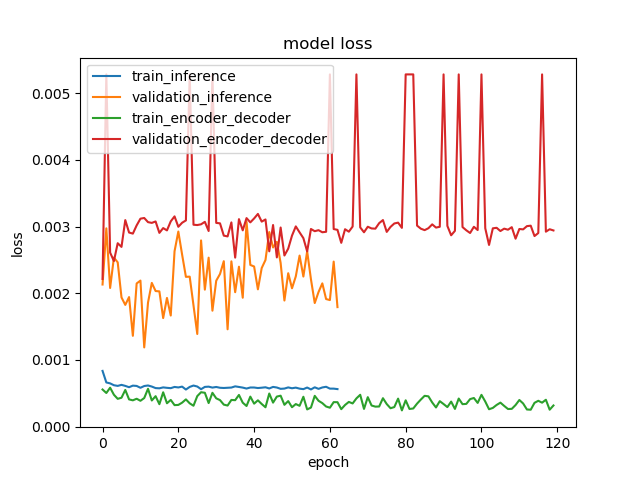 model loss
train_inference
validation_inference
train_encoder_decoder
validation_encoder_decoder
0.005
0.004
0.003
0.002
0.001
0.000
loss
0 20 40 60 80 100 120
epoch